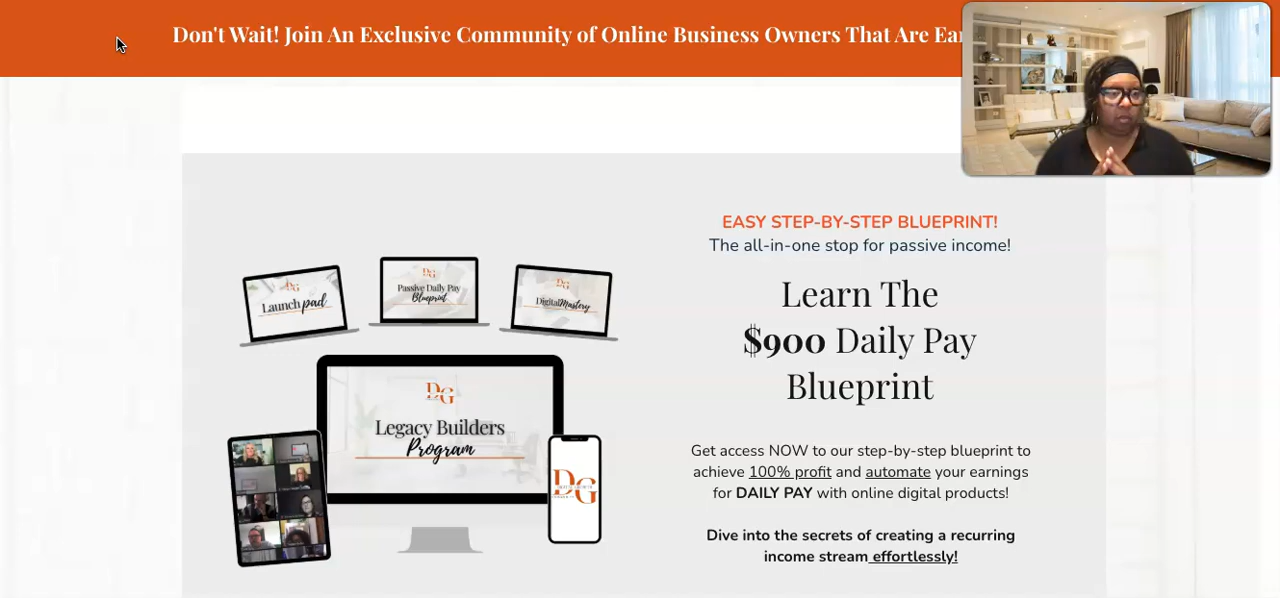 Don't Wait! Join An Exclusive Community of Online Business Owners That Are
EASY STEP-BY-STEP BLUEPRINT!
The all-in-one stop for passive income!
Learn The
$900 Daily Pay
Blueprint
Get access NOW to our step-by-step blueprint to
achieve 100% profit and automate your earnings
for DAILY PAY with online digital products!
Dive into the secrets of creating a recurring
income stream effortlessly!
DG
Launch pad
DG
Passive Daily Pay
Blueprint
DG
Digital Mastery
DG
Legacy Builders
Program
DG